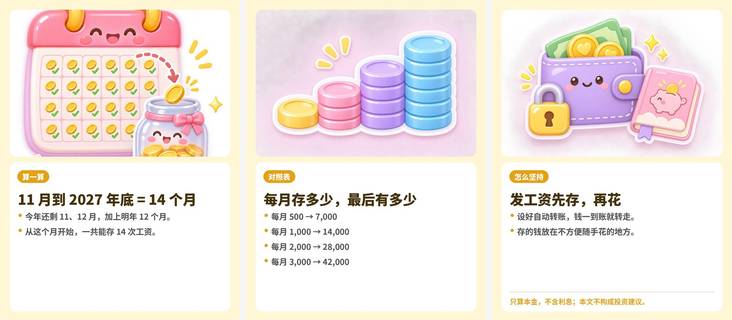 算一算
11 月到 2027 年底 = 14 个月
今年还剩 11、12 月，加上明年 12 个月。
从这个月开始，一共能存 14 次工资。
对照表
每月存多少，最后有多少
每月 500 → 7,000
每月 1,000 → 14,000
每月 2,000 → 28,000
每月 3,000 → 42,000
怎么坚持
发工资先存，再花
设好自动转账，钱一到账就转走。
存的钱放在不方便随手花的地方。
只算本金，不含利息；本文不构成投资建议。